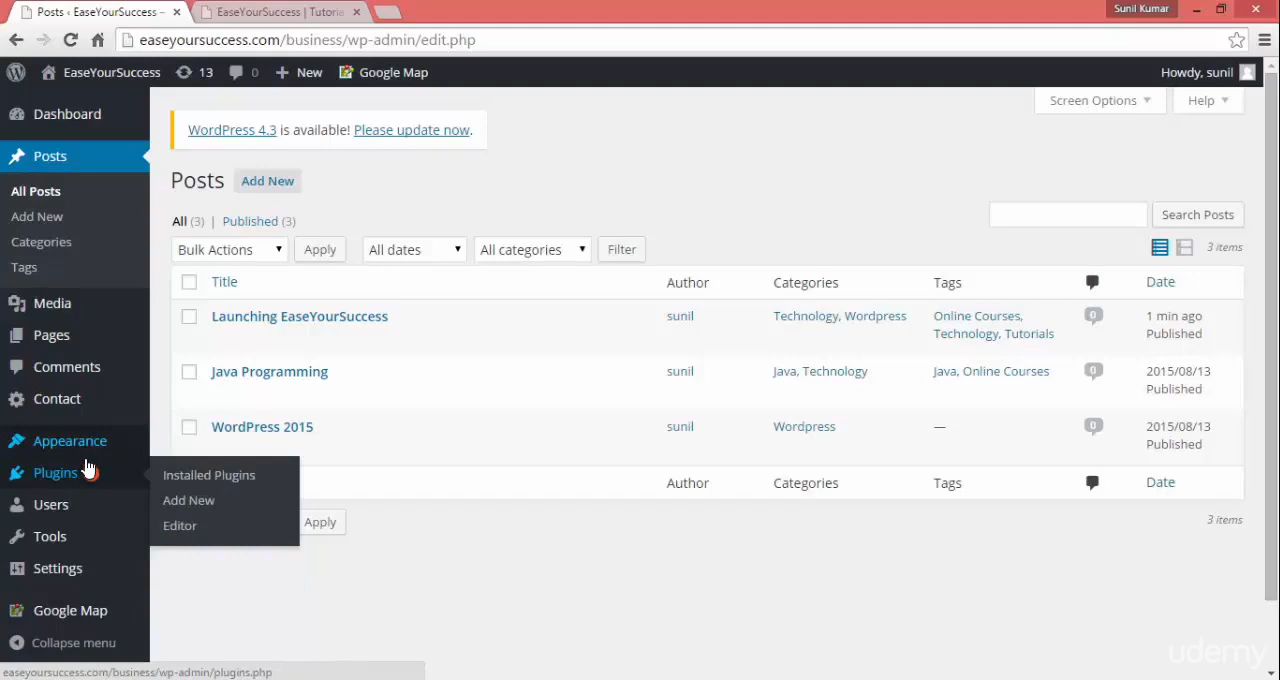 Posts ‹ EaseYourSuccess —
EaseYourSuccess | Tutoria
Sunil Kumar
easeyoursuccess.com/business/wp-admin/edit.php
EaseYourSuccess 13 0 New Google Map Howdy, sunil
Screen Options Help
WordPress 4.3 is available! Please update now.
Dashboard
Posts
All Posts
Add New
Categories
Tags
Media
Pages
Comments
Contact
Appearance
Plugins
Users
Tools
Settings
Google Map
Collapse menu
Installed Plugins
Add New
Editor
Posts Add New
All (3) | Published (3)
Search Posts
Bulk Actions Apply All dates All categories Filter
3 items
Title Author Categories Tags Date
Launching EaseYourSuccess sunil Technology, Wordpress Online Courses, 0 1 min ago
Technology, Tutorials Published
Java Programming sunil Java, Technology Java, Online Courses 0 2015/08/13
Published
WordPress 2015 sunil Wordpress — 0 2015/08/13
Published
Author Categories Tags Date
Apply
3 items
udemy
easeyoursuccess.com/business/wp-admin/plugins.php